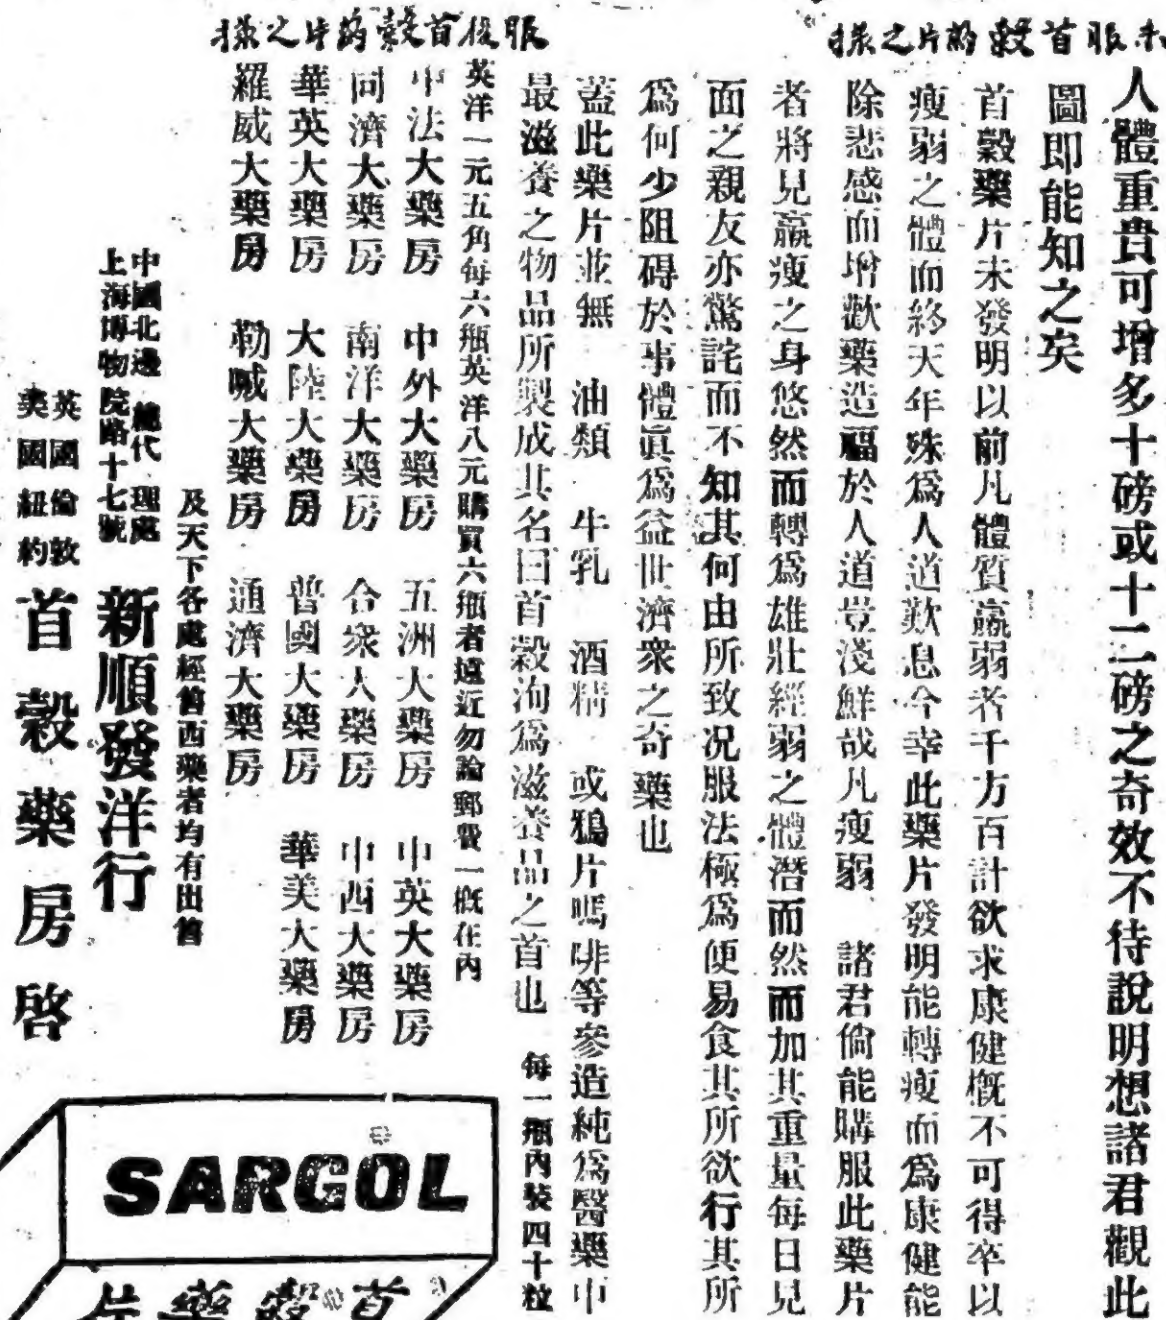 服首穀葯片之樣
服後首穀葯片之樣
人體重貴可增多十磅或十二磅之奇效不待說明想諸君觀此
圖即能知之矣
首穀藥片未發明以前凡體質羸弱者千方百計欲求康健概不可得卒以
瘦弱之體而終天年殊爲人道歎息今幸此藥片發明能轉瘦而爲康健能
除悲感而增歡藥造福於人道豈淺鮮哉凡瘦弱 諸君倘能購服此藥片
者將見羸瘦之身悠然而轉爲雄壯經弱之體潛而然而加其重量每日見
面之親友亦驚詫而不知其何由所致况服法極爲便易食其所欲行其所
爲何少阻碍於事體眞爲益世濟衆之奇藥也
蓋此藥片並無 油類 牛乳 酒精 或鴉片嗎啡等參造純爲醫藥中
最滋養之物品所製成其名曰首穀洵爲滋養品之首也 每一瓶內裝四十粒
英洋一元五角每六瓶英洋八元購買六瓶者遠近勿論郵費一概在內
中法大藥房 中外大藥房 五洲大藥房 中英大藥房
同濟大藥房 南洋大藥房 合衆大藥房 中西大藥房
華英大藥房 大陸大藥房 普國大藥房 華美大藥房
羅威大藥房 勒喊大藥房 通濟大藥房
及天下各處經售西藥者均有出售
中國北邊 總代理處
上海博物院路十七號
新順發洋行
英國倫敦
美國紐約
首穀藥房啓
SARGOL
首穀藥片